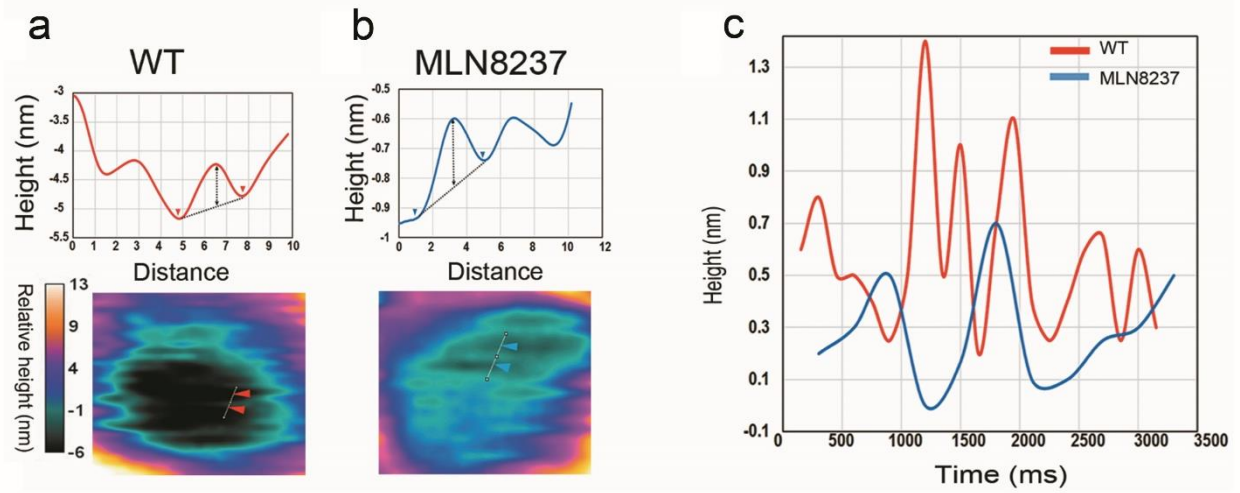 a
WT
Height (nm)
-3
-3.5
-4
-4.5
-5
-5.5
0 1 2 3 4 5 6 7 8 9 10
Distance
b
MLN8237
Height (nm)
-0.5
-0.6
-0.7
-0.8
-0.9
-1
0 2 4 6 8 10 12
Distance
Relative height (nm)
13
9
4
-1
-6
c
WT
MLN8237
Height (nm)
1.3
1.1
0.9
0.7
0.5
0.3
0.1
-0.1
0 500 1000 1500 2000 2500 3000 3500
Time (ms)